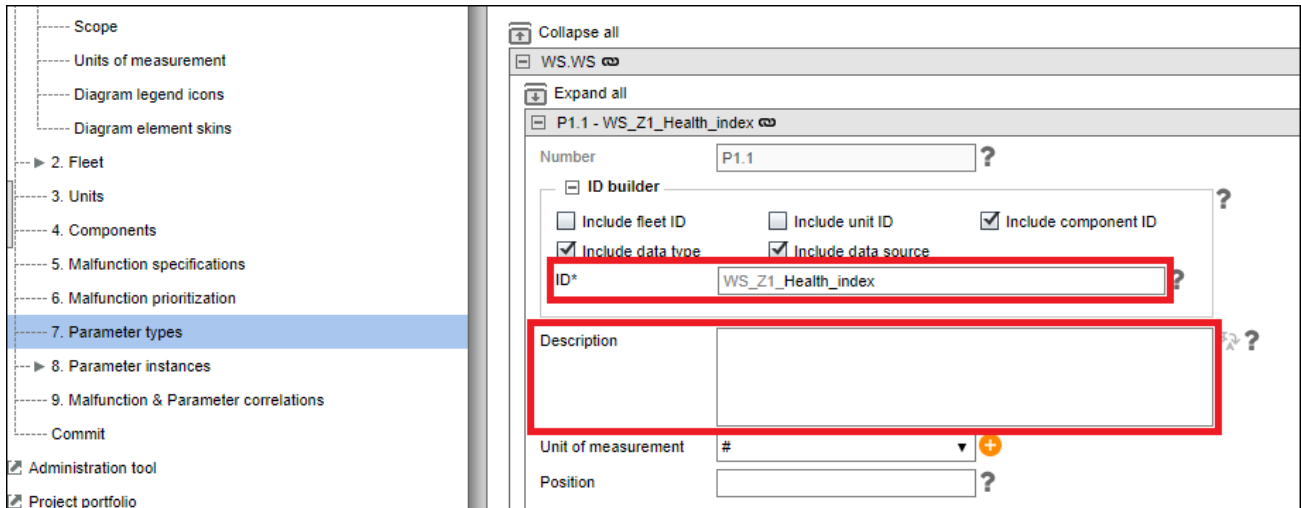 Scope
Units of measurement
Diagram legend icons
Diagram element skins
2. Fleet
3. Units
4. Components
5. Malfunction specifications
6. Malfunction prioritization
7. Parameter types
8. Parameter instances
9. Malfunction & Parameter correlations
Commit
Administration tool
Project portfolio
Collapse all
WS.WS
Expand all
P1.1 - WS_Z1_Health_index
Number P1.1 ?
ID builder ?
Include fleet ID Include unit ID Include component ID
Include data type Include data source
ID* WS_Z1_Health_index ?
Description ?
Unit of measurement #
Position ?